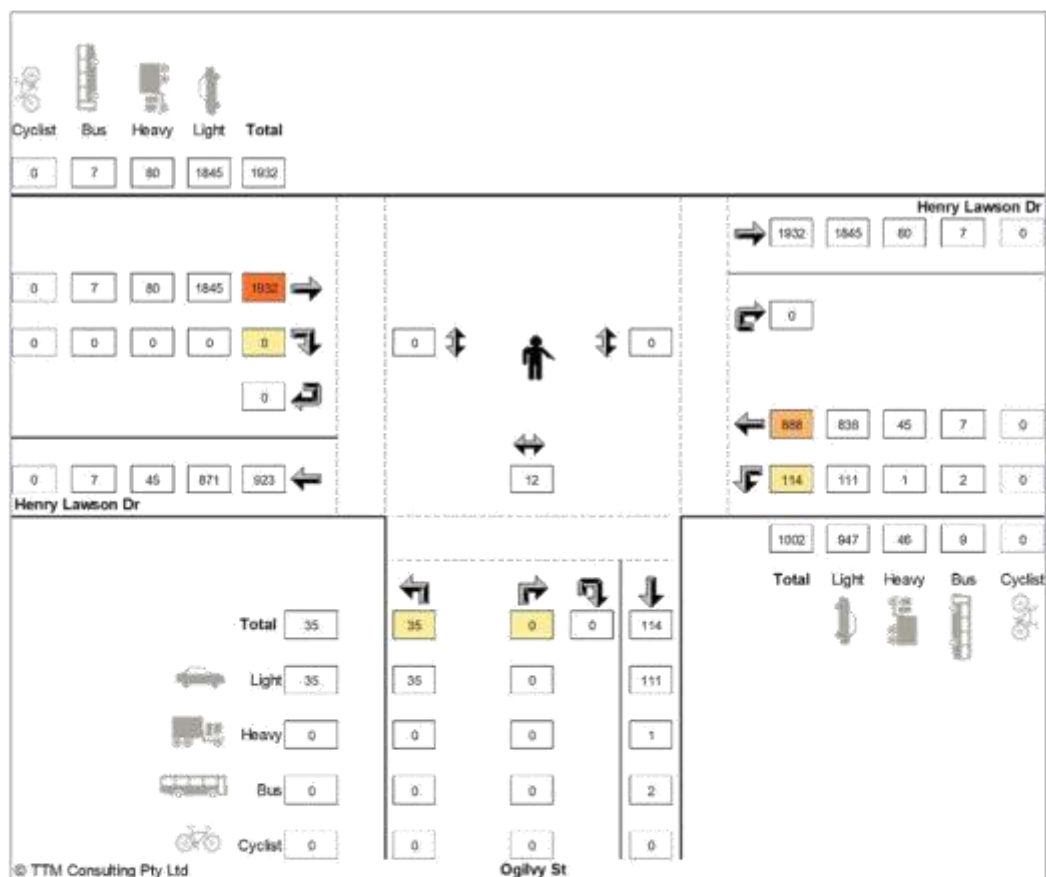 Cyclist Bus Heavy Light Total
0 7 80 1845 1932
Henry Lawson Dr
1932 1845 80 7 0
0 7 80 1845 1932
0
0 0 0 0 0
0 0
0
888 836 45 7 0
0 7 45 871 923
12
114 111 1 2 0
Henry Lawson Dr
1002 947 46 9 0
Total Light Heavy Bus Cyclist
Total 35 35 0 0 114
Light 35 35 0 111
Heavy 0 0 0 1
Bus 0 0 0 2
Cyclist 0 0 0 0
© TTM Consulting Pty Ltd
Ogilvy St